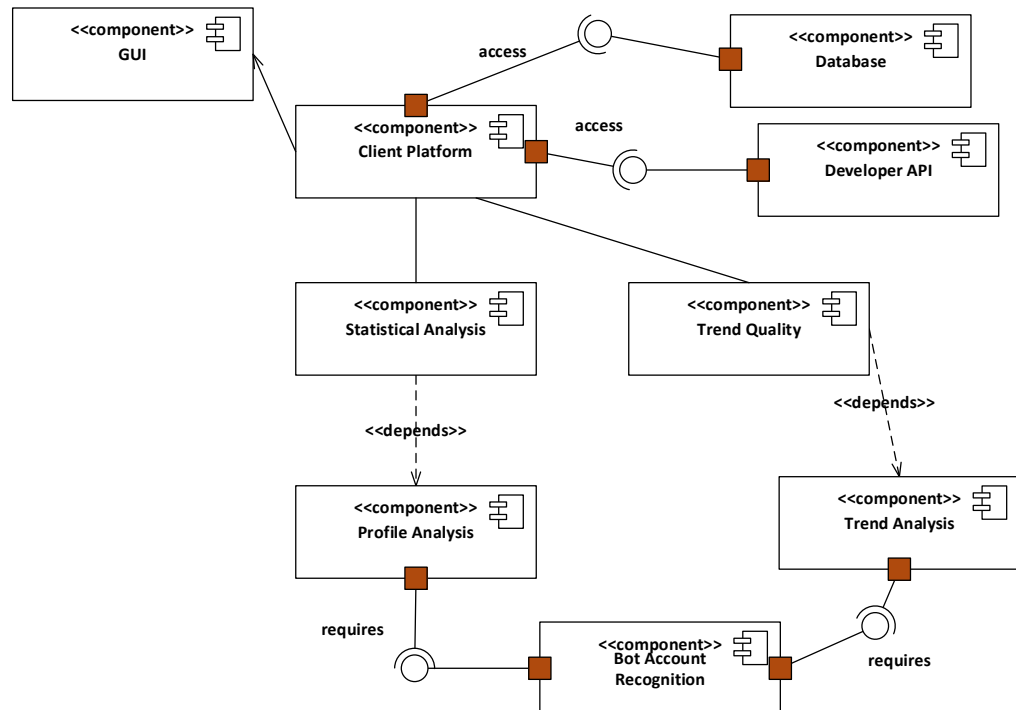 <<component>>
GUI
access
<<component>>
Database
<<component>>
Client Platform
access
<<component>>
Developer API
<<component>>
Statistical Analysis
<<component>>
Trend Quality
<<depends>>
<<depends>>
<<component>>
Profile Analysis
<<component>>
Trend Analysis
requires
<<component>>
Bot Account
Recognition
requires